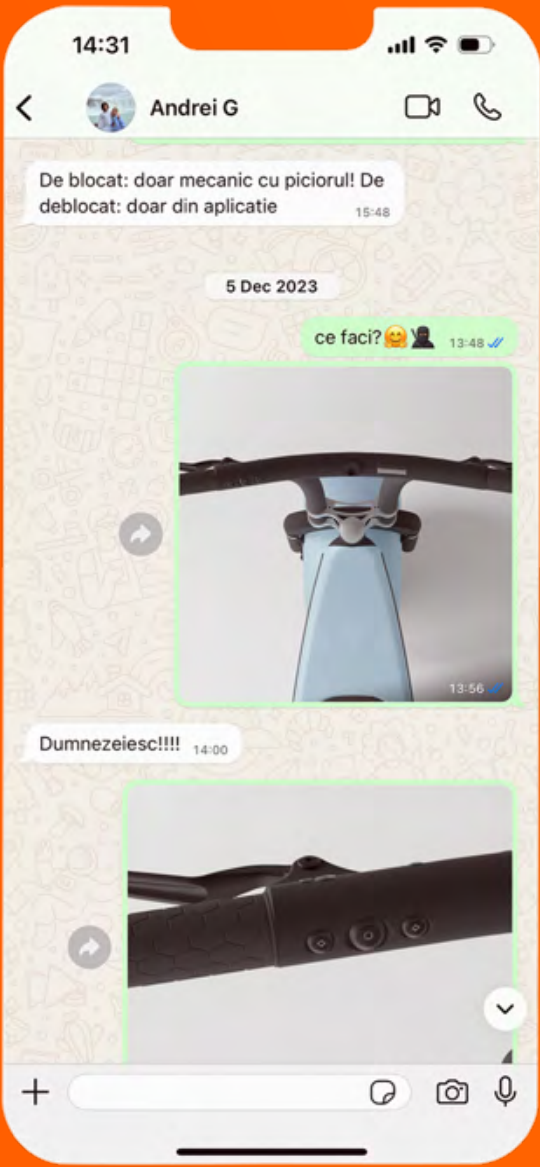 14:31
Andrei G
De blocat: doar mecanic cu piciorul! De
deblocat: doar din aplicatie
15:48
5 Dec 2023
ce faci?🤗🥷🏿 13:48
13:56
Dumnezeiesc!!!! 14:00